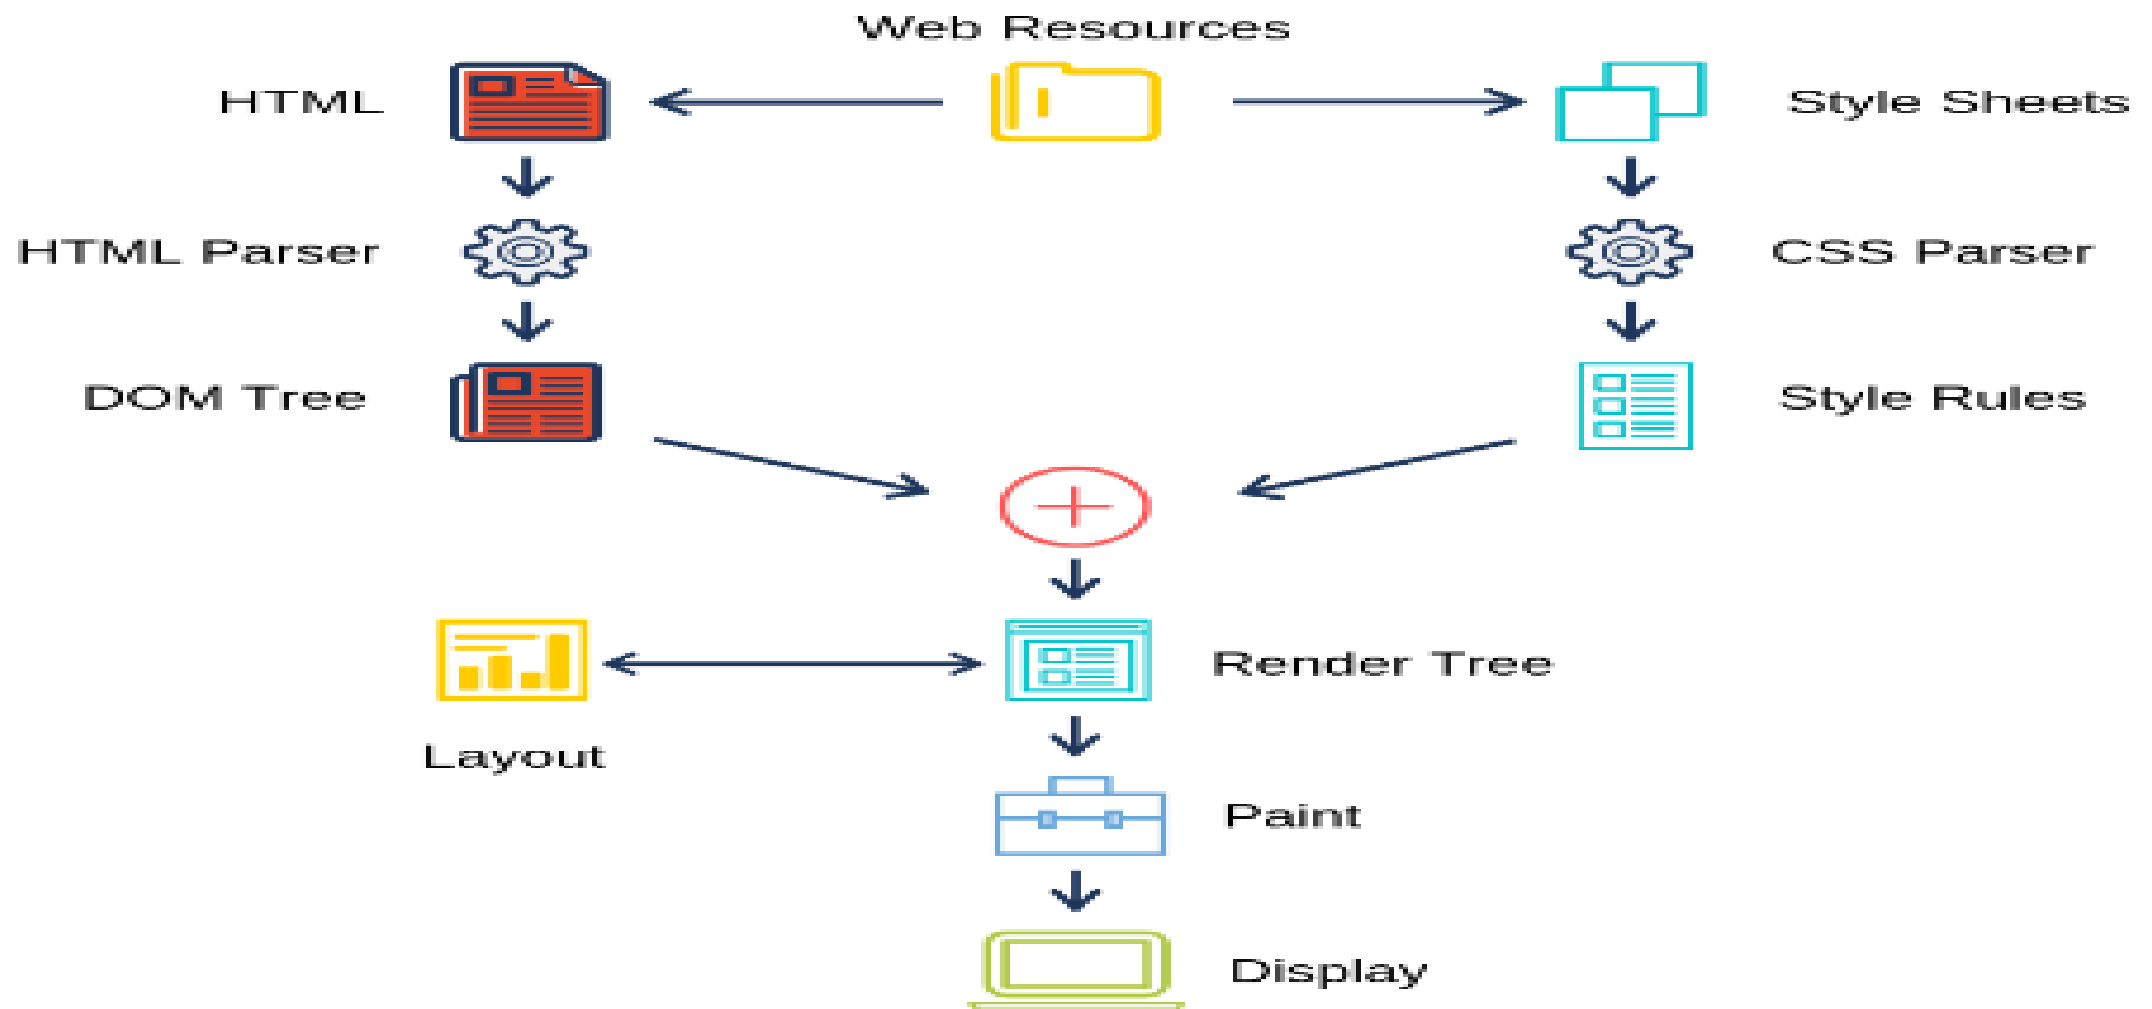 Web Resources
HTML
Style Sheets
HTML Parser
CSS Parser
DOM Tree
Style Rules
Render Tree
Layout
Paint
Display